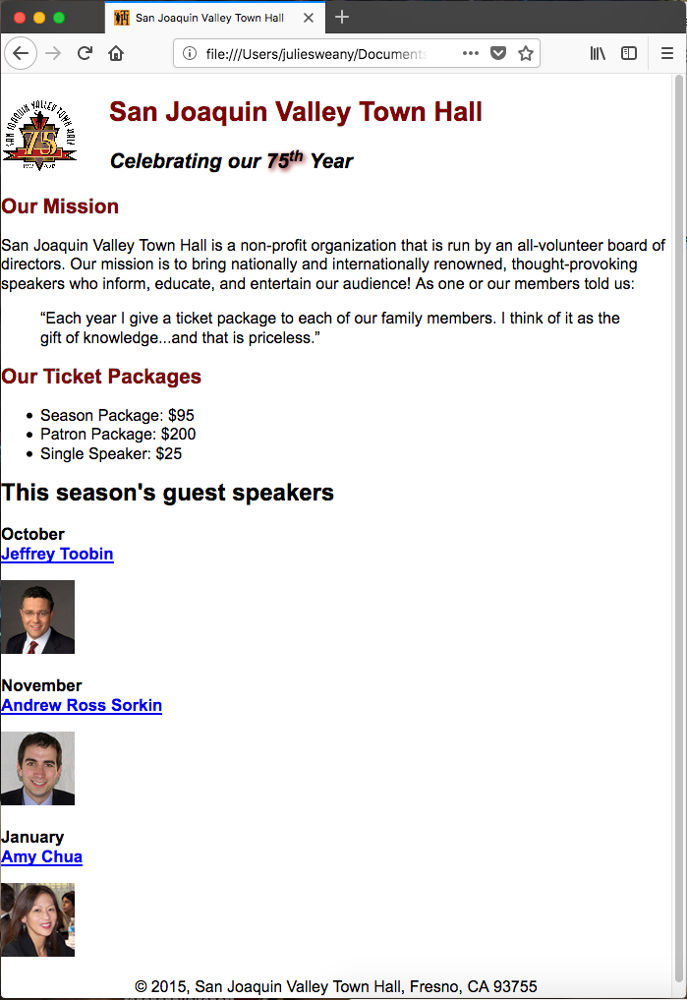 San Joaquin Valley Town Hall
file:///Users/juliesweany/Documents
SAN JOAQUIN VALLEY TOWN HALL
75
San Joaquin Valley Town Hall
Celebrating our 75th Year
Our Mission
San Joaquin Valley Town Hall is a non-profit organization that is run by an all-volunteer board of
directors. Our mission is to bring nationally and internationally renowned, thought-provoking
speakers who inform, educate, and entertain our audience! As one or our members told us:
“Each year I give a ticket package to each of our family members. I think of it as the
gift of knowledge...and that is priceless.”
Our Ticket Packages
• Season Package: $95
• Patron Package: $200
• Single Speaker: $25
This season's guest speakers
October
Jeffrey Toobin
November
Andrew Ross Sorkin
January
Amy Chua
© 2015, San Joaquin Valley Town Hall, Fresno, CA 93755